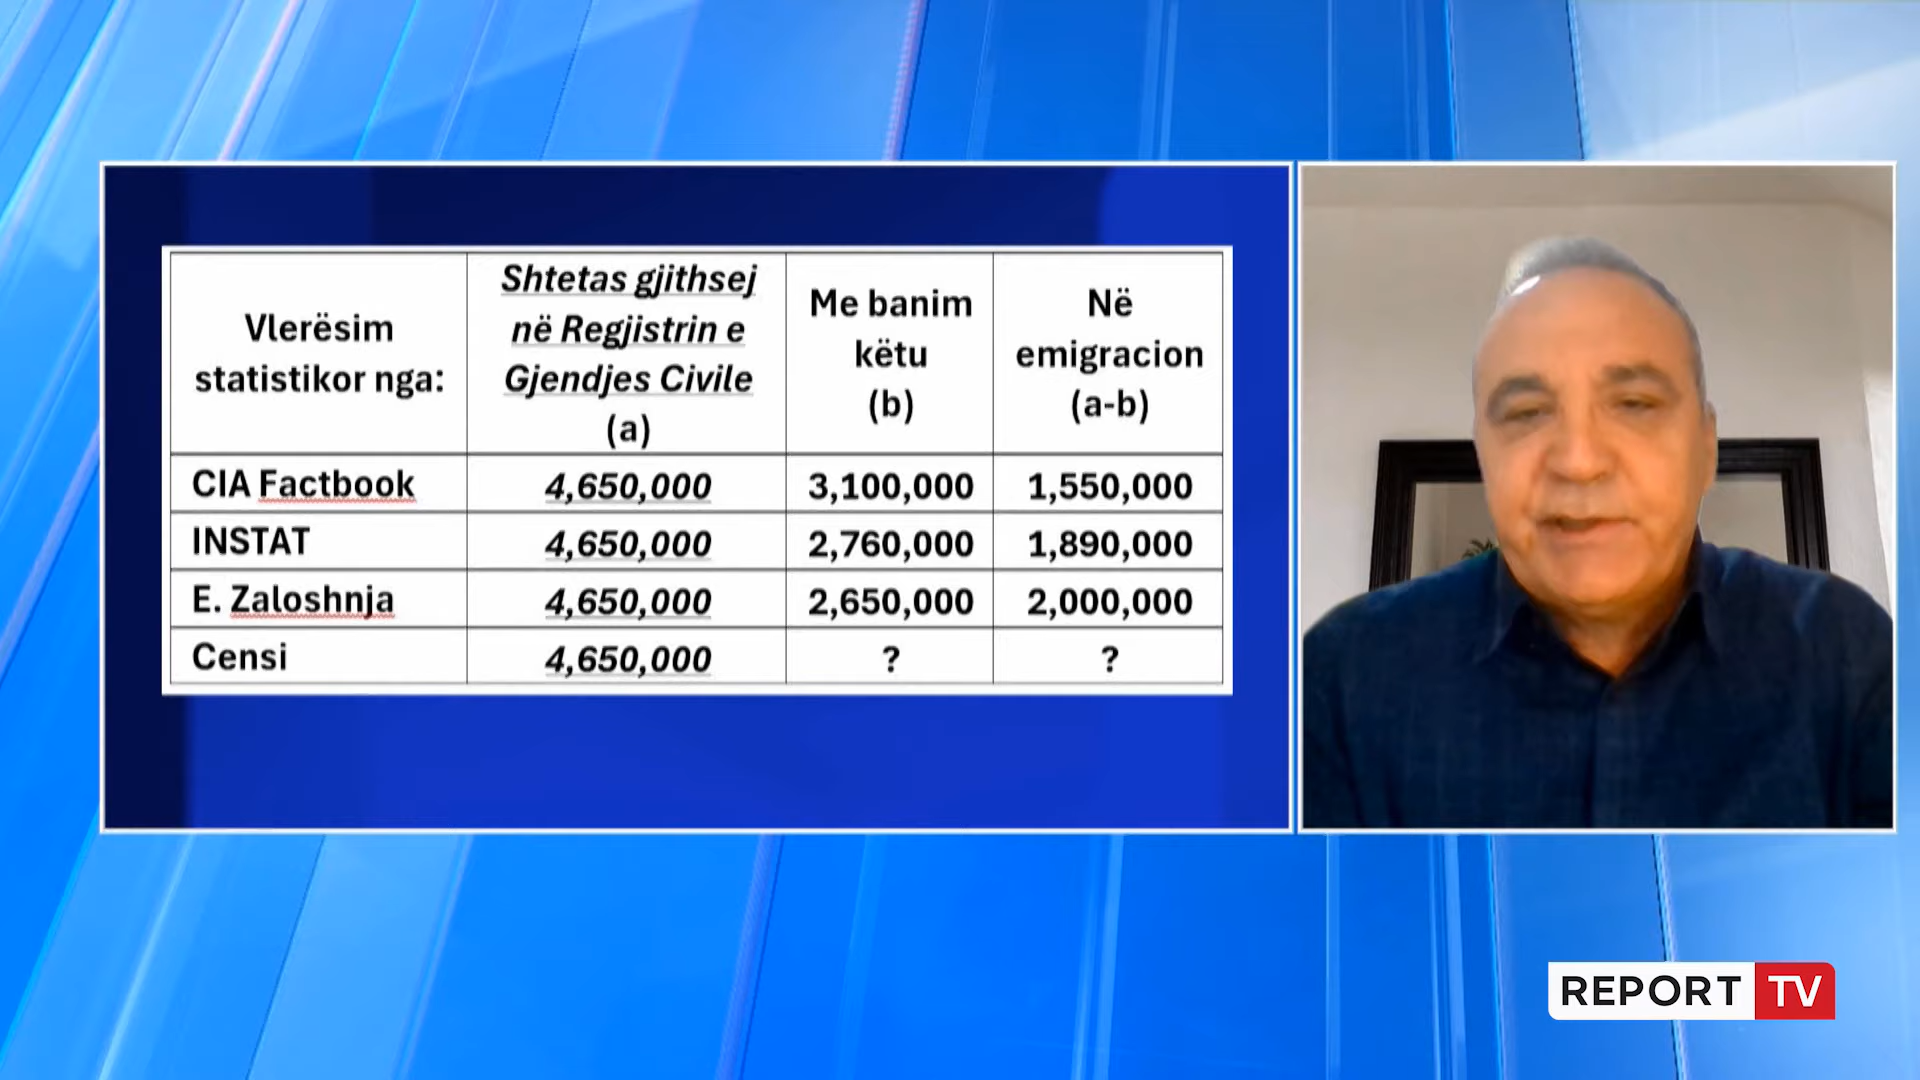 Vlerësim
statistikor nga:
Shtetas gjithsej
në Regjistrin e
Gjendjes Civile
(a)
Me banim
këtu
(b)
Në
emigracion
(a-b)
CIA Factbook 4,650,000 3,100,000 1,550,000
INSTAT 4,650,000 2,760,000 1,890,000
E. Zaloshnja 4,650,000 2,650,000 2,000,000
Censi 4,650,000 ? ?
REPORT TV